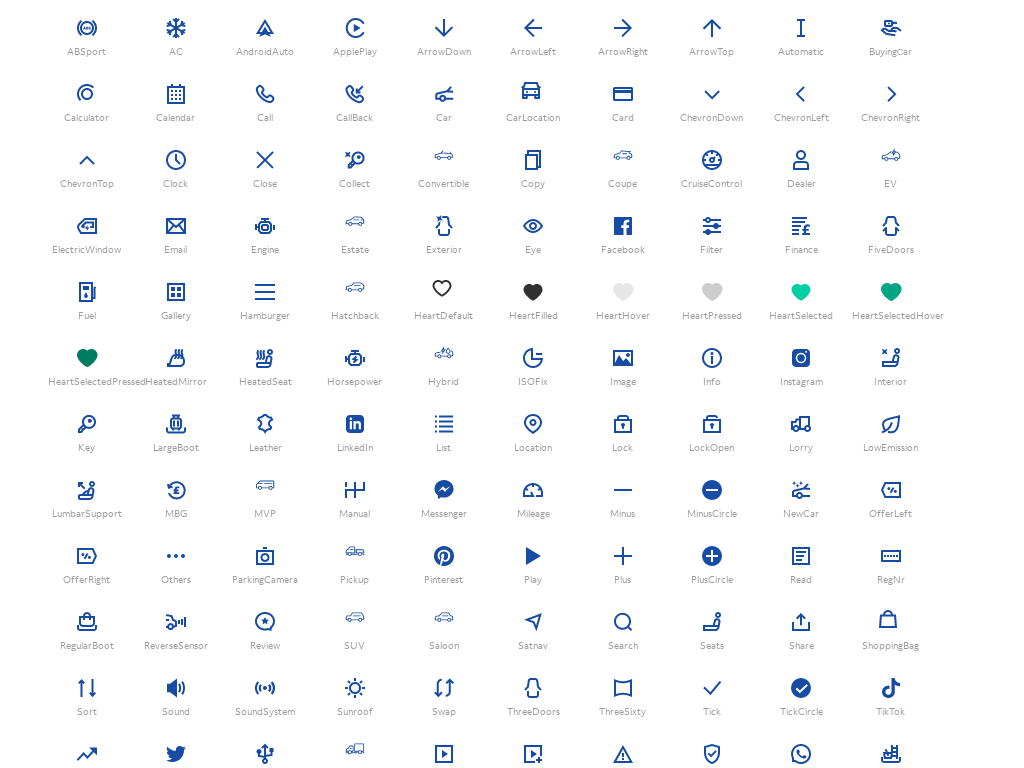 ABSport AC AndroidAuto ApplePlay ArrowDown ArrowLeft ArrowRight ArrowTop Automatic BuyingCar
Calculator Calendar Call CallBack Car CarLocation Card ChevronDown ChevronLeft ChevronRight
ChevronTop Clock Close Collect Convertible Copy Coupe CruiseControl Dealer EV
ElectricWindow Email Engine Estate Exterior Eye Facebook Filter Finance FiveDoors
Fuel Gallery Hamburger Hatchback HeartDefault HeartFilled HeartHover HeartPressed HeartSelected HeartSelectedHover
HeartSelectedPressed HeatedMirror HeatedSeat Horsepower Hybrid ISOFix Image Info Instagram Interior
Key LargeBoot Leather LinkedIn List Location Lock LockOpen Lorry LowEmission
LumbarSupport MBG MVP Manual Messenger Mileage Minus MinusCircle NewCar OfferLeft
OfferRight Others ParkingCamera Pickup Pinterest Play Plus PlusCircle Read RegNr
RegularBoot ReverseSensor Review SUV Saloon Satnav Search Seats Share ShoppingBag
Sort Sound SoundSystem Sunroof Swap ThreeDoors ThreeSixty Tick TickCircle TikTok